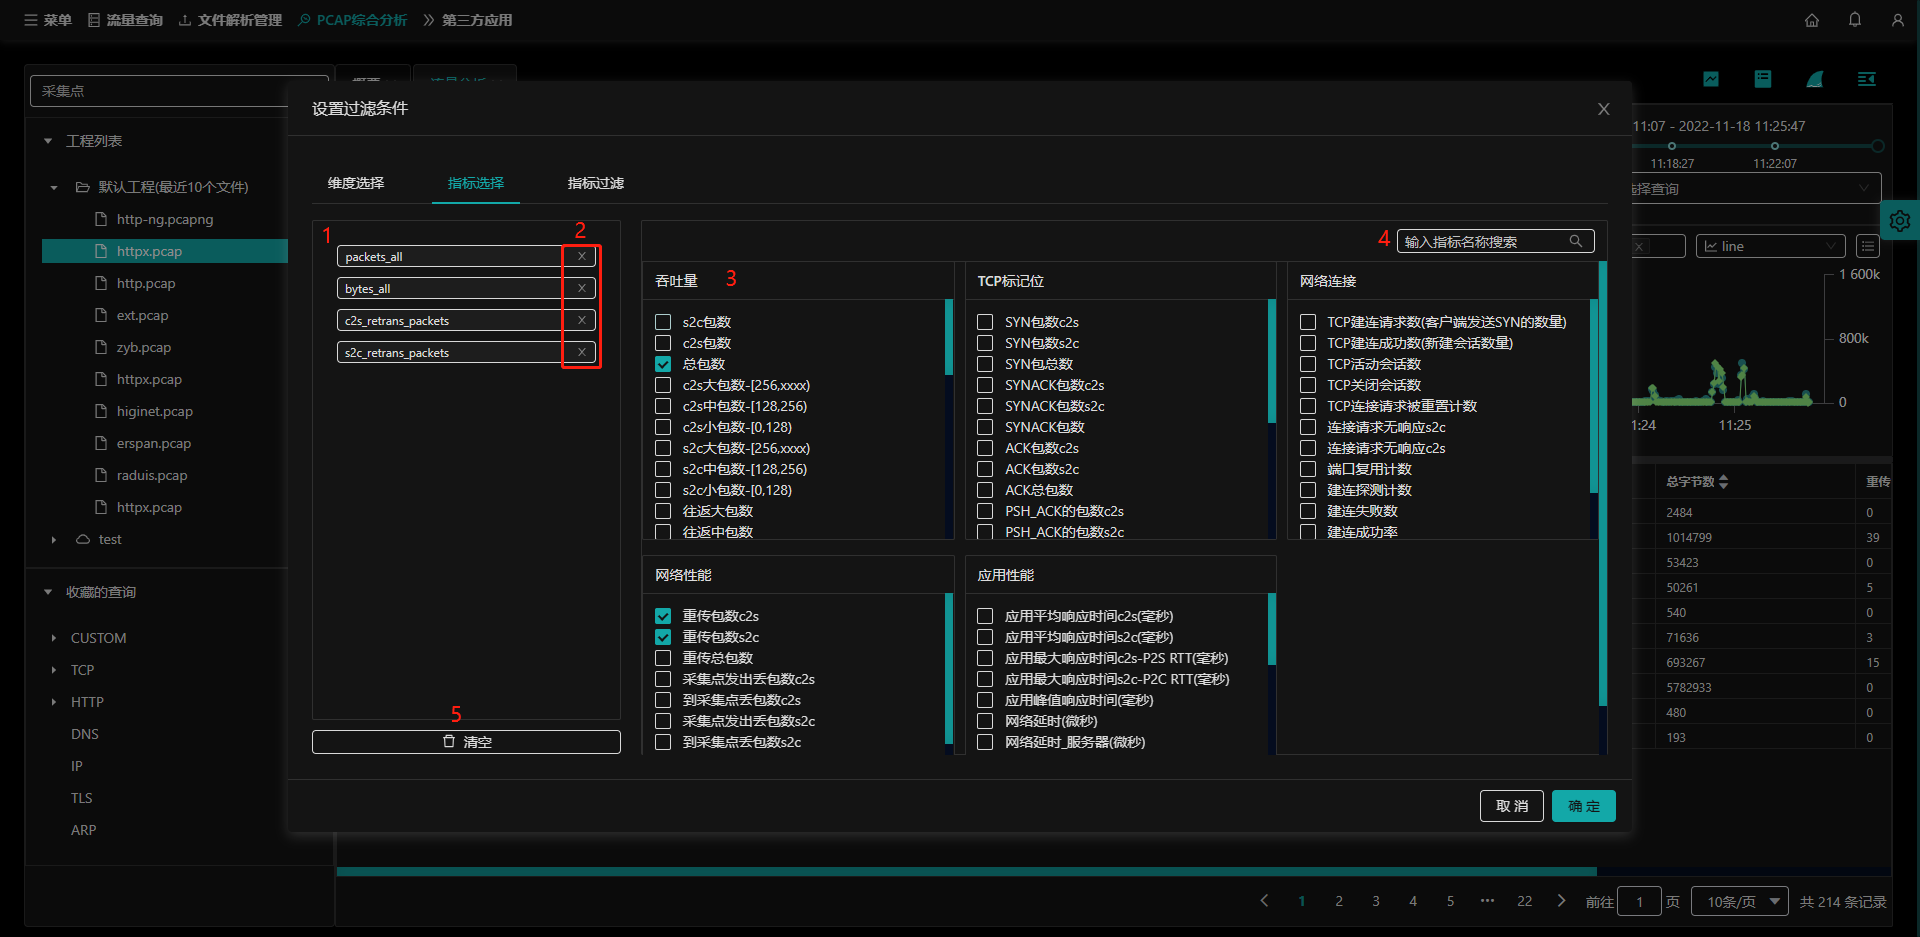 菜单 流量查询 文件解析管理 PCAP综合分析 第三方应用
采集点
工程列表
默认工程(最近10个文件)
http-ng.pcapng
httpx.pcap
http.pcap
ext.pcap
zyb.pcap
httpx.pcap
higinet.pcap
erspan.pcap
raduis.pcap
httpx.pcap
test
收藏的查询
CUSTOM
TCP
HTTP
DNS
IP
TLS
ARP
设置过滤条件
X
维度选择 指标选择 指标过滤
1
2
packets_all X
bytes_all X
c2s_retrans_packets X
s2c_retrans_packets X
5
清空
4
输入指标名称搜索
吞吐量
3
s2c包数
c2s包数
总包数
c2s大包数-[256,xxxx)
c2s中包数-[128,256)
c2s小包数-[0,128)
s2c大包数-[256,xxxx)
s2c中包数-[128,256)
s2c小包数-[0,128)
往返大包数
往返中包数
TCP标记位
SYN包数c2s
SYN包数s2c
SYN包总数
SYNACK包数c2s
SYNACK包数s2c
SYNACK包数
ACK包数c2s
ACK包数s2c
ACK总包数
PSH_ACK的包数c2s
PSH_ACK的包数s2c
网络连接
TCP建连请求数(客户端发送SYN的数量)
TCP建连成功数(新建会话数量)
TCP活动会话数
TCP关闭会话数
TCP连接请求被重置计数
连接请求无响应s2c
连接请求无响应c2s
端口复用计数
建连探测计数
建连失败数
建连成功率
网络性能
重传包数c2s
重传包数s2c
重传总包数
采集点发出丢包数c2s
到采集点丢包数c2s
采集点发出丢包数s2c
到采集点丢包数s2c
应用性能
应用平均响应时间c2s(毫秒)
应用平均响应时间s2c(毫秒)
应用最大响应时间c2s-P2S RTT(毫秒)
应用最大响应时间s2c-P2C RTT(毫秒)
应用峰值响应时间(毫秒)
网络延时(微秒)
网络延时_服务器(微秒)
取 消 确 定
11:07 - 2022-11-18 11:25:47
11:18:27 11:22:07
择查询
line
1 600k
800k
0
1:24 11:25
总字节数 重传
2484 0
1014799 39
53423 0
50261 5
540 0
71636 3
693267 15
5782933 0
480 0
193 0
1 2 3 4 5 ••• 22 前往 1 页 10条/页 共 214 条记录